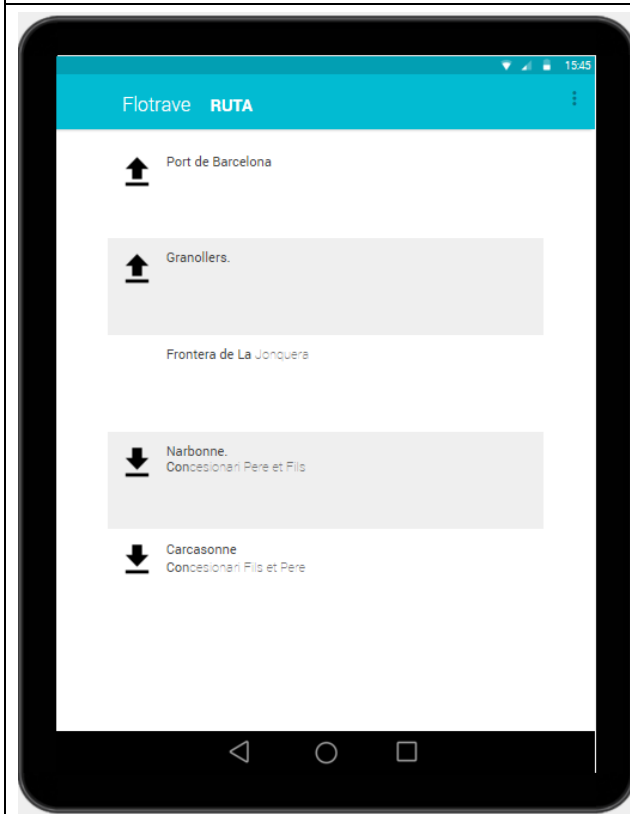 15:45
Flotrave RUTA
Port de Barcelona
Granollers.
Frontera de La Jonquera
Narbonne.
Concesionari Pere et Fils
Carcasonne
Concesionari Fils et Pere